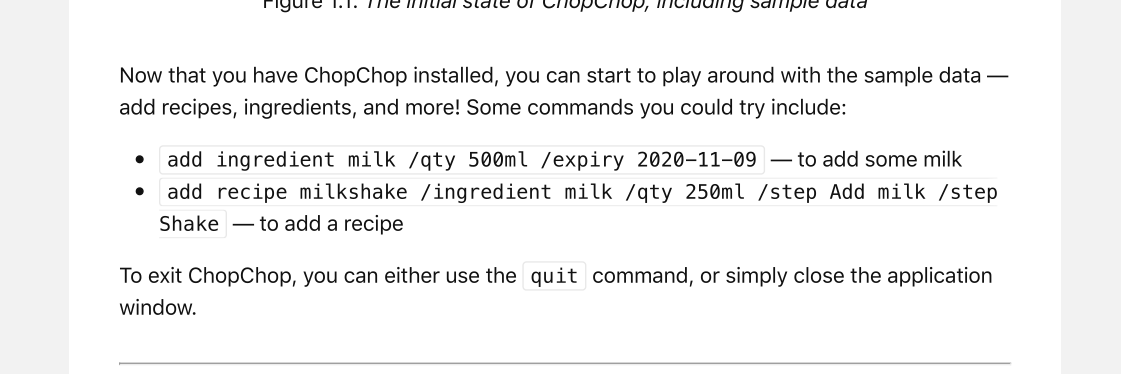 Figure 1.1. The initial state of ChopChop, including sample data
Now that you have ChopChop installed, you can start to play around with the sample data —
add recipes, ingredients, and more! Some commands you could try include:
• add ingredient milk /qty 500ml /expiry 2020-11-09 — to add some milk
• add recipe milkshake /ingredient milk /qty 250ml /step Add milk /step
Shake — to add a recipe
To exit ChopChop, you can either use the quit command, or simply close the application
window.